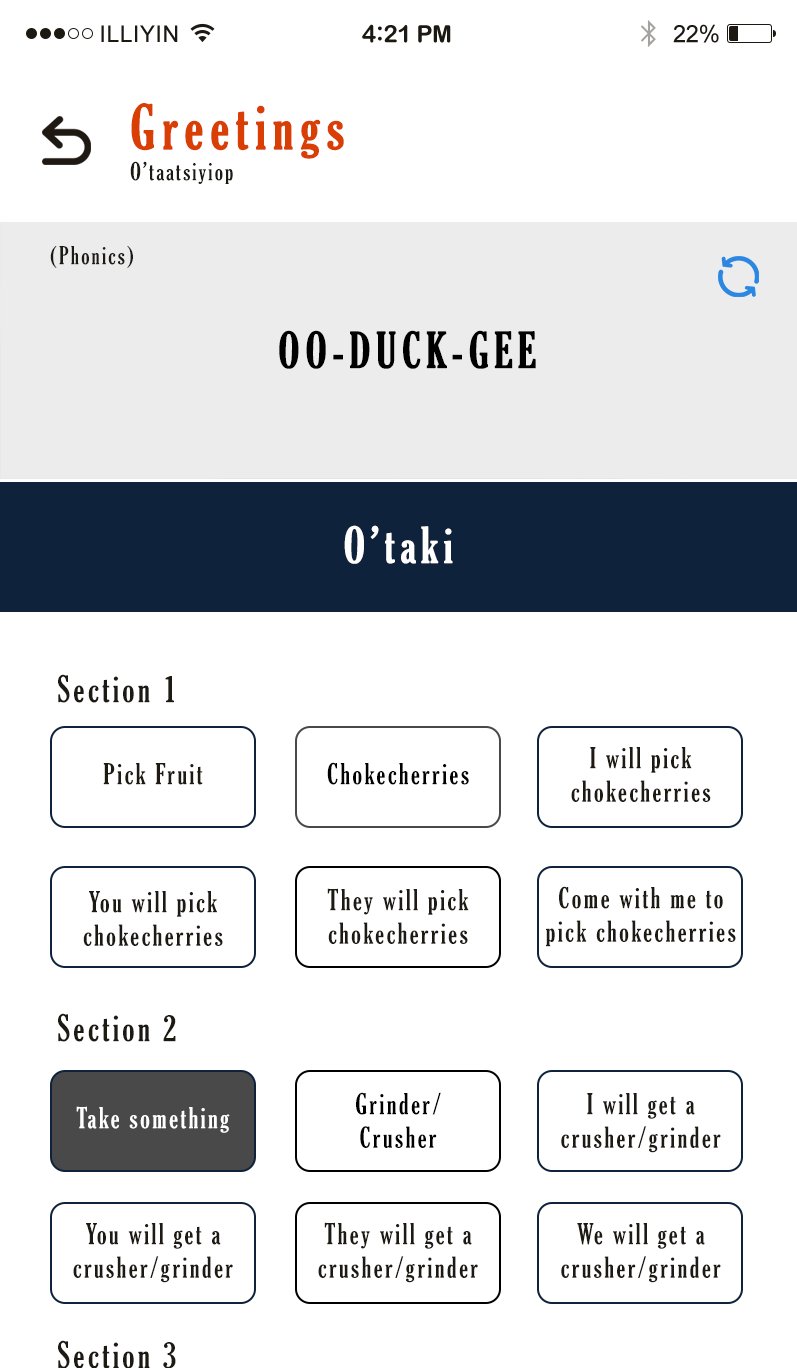 ILLIYIN 4:21 PM 22%
Greetings
O'taatsiyiop
(Phonics)
OO-DUCK-GEE
O'taki
Section 1
Pick Fruit
Chokecherries
I will pick
chokecherries
You will pick
chokecherries
They will pick
chokecherries
Come with me to
pick chokecherries
Section 2
Take something
Grinder/
Crusher
I will get a
crusher/grinder
You will get a
crusher/grinder
They will get a
crusher/grinder
We will get a
crusher/grinder
Section 3